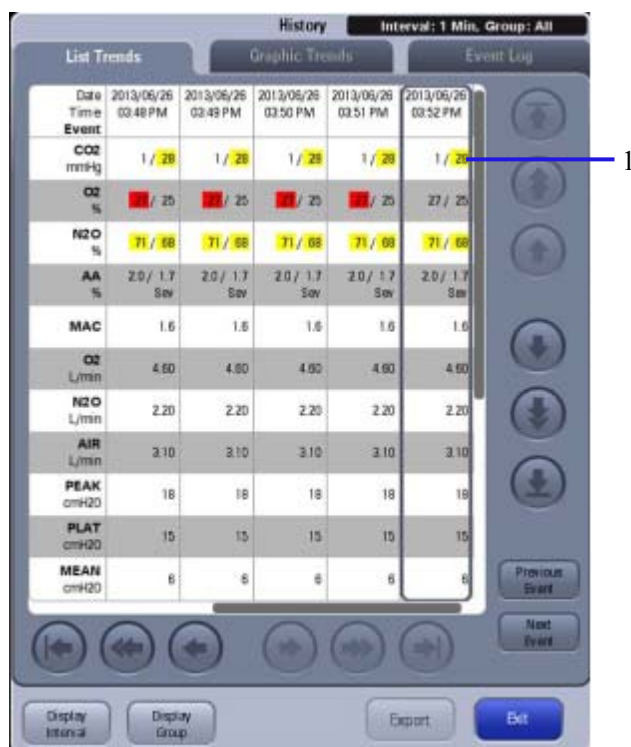 History Interval: 1 Min, Group: All
List Trends Graphic Trends Event Log
Date 2013/06/26 2013/06/26 2013/06/26 2013/06/26 2013/06/26
Time 03:48 PM 03:49 PM 03:50 PM 03:51 PM 03:52 PM
Event
CO2 1 / 28 1 / 28 1 / 28 1 / 28 1 / 28 1
mmHg
O2 27 / 25 27 / 25 27 / 25 27 / 25 27 / 25
%
N2O 71 / 68 71 / 68 71 / 68 71 / 68 71 / 68
%
AA 2.0 / 1.7 2.0 / 1.7 2.0 / 1.7 2.0 / 1.7 2.0 / 1.7
% Sev Sev Sev Sev Sev
MAC 1.6 1.6 1.6 1.6 1.6
O2 4.60 4.60 4.60 4.60 4.60
L/min
N2O 2.20 2.20 2.20 2.20 2.20
L/min
AIR 3.10 3.10 3.10 3.10 3.10
L/min
PEAK 18 18 18 18 18
cmH2O
PLAT 15 15 15 15 15
cmH2O
MEAN 6 6 6 6 6
cmH2O
Previous
Event
Next
Event
Display
Interval
Display
Group
Export
Exit